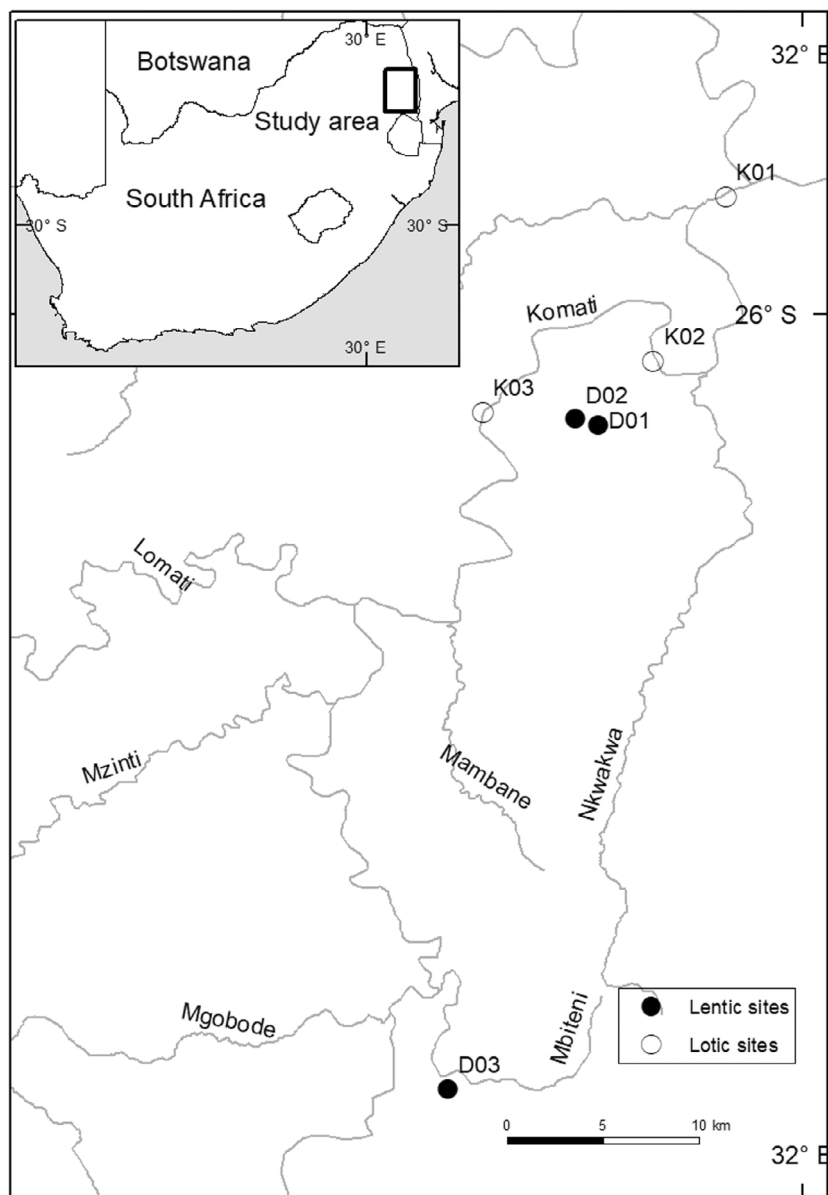 30° E
32° E
Botswana
Study area
K01
South Africa
30° S
30° S
Komati
26° S
K02
30° E
K03
D02
D01
Lomati
Nkwakwa
Mzinti
Mambane
Mbiteni
Lentic sites
Mgobode
Lotic sites
D03
0
5
10 km
32° E